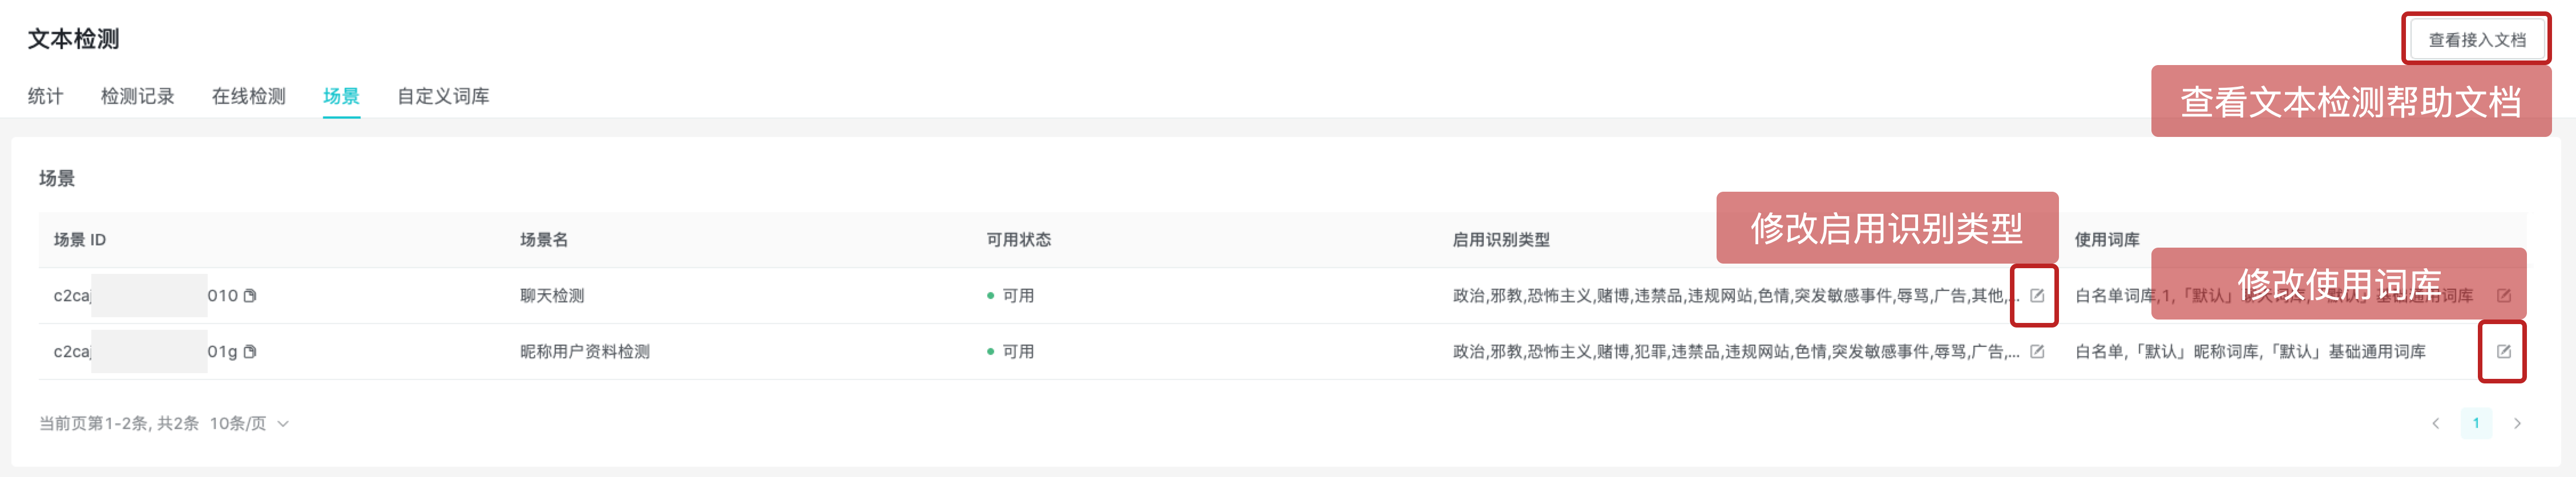 文本检测
查看接入文档
统计 检测记录 在线检测 场景 自定义词库
查看文本检测帮助文档
场景
修改启用识别类型
场景 ID 场景名 可用状态 启用识别类型 使用词库
修改使用词库
c2caj 010 聊天检测 可用 政治,邪教,恐怖主义,赌博,违禁品,违规网站,色情,突发敏感事件,辱骂,广告,其他,... 白名单词库,1,「默认」 基础通用词库
c2caj 01g 昵称用户资料检测 可用 政治,邪教,恐怖主义,赌博,犯罪,违禁品,违规网站,色情,突发敏感事件,辱骂,广告,... 白名单,「默认」昵称词库,「默认」基础通用词库
当前页第1-2条, 共2条 10条/页 1